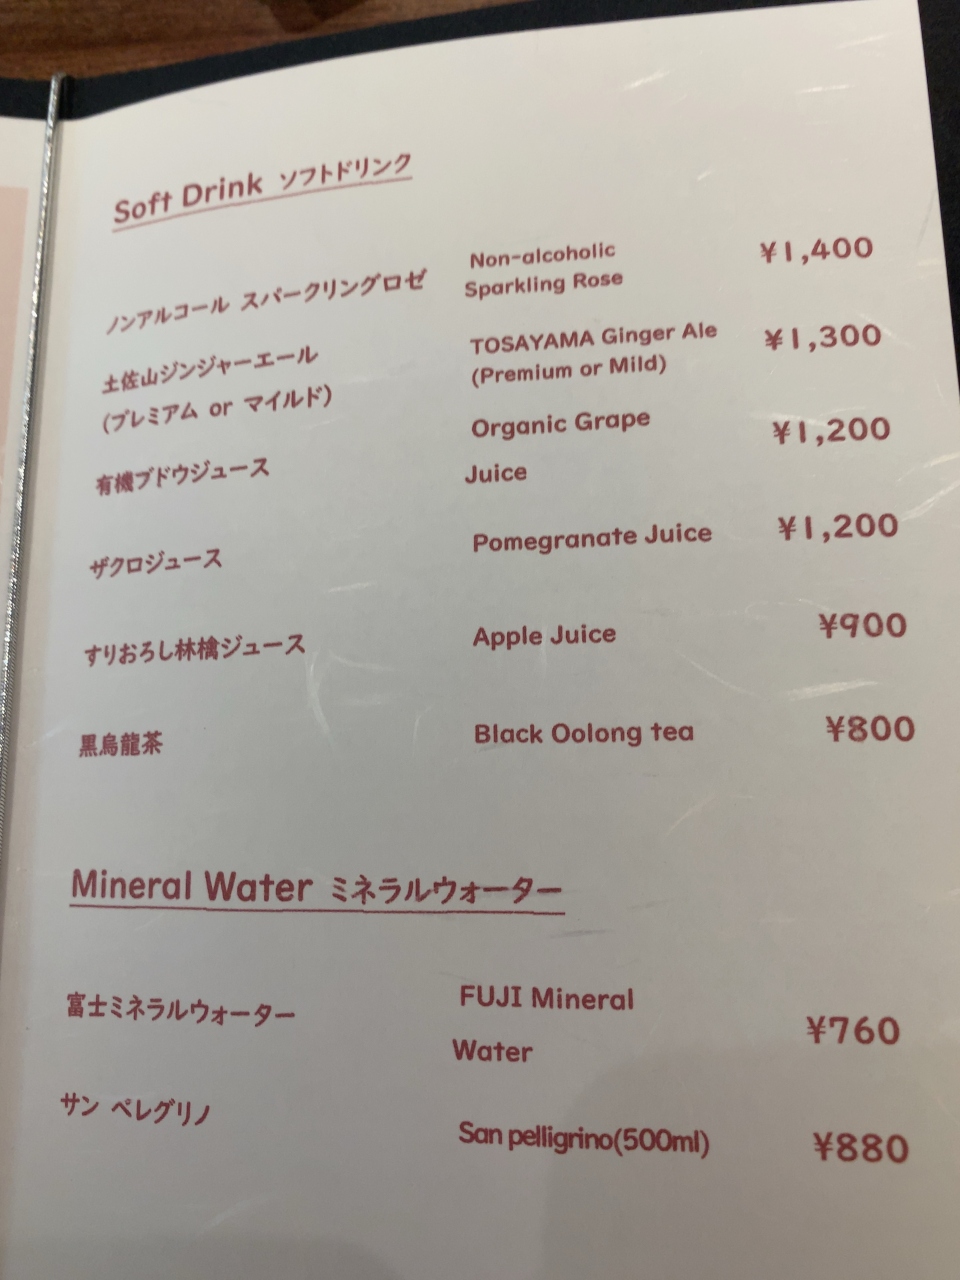 Soft Drink ソフトドリンク
ノンアルコール スパークリングロゼ
Non-alcoholic
Sparkling Rose
¥1,400
土佐山ジンジャーエール
(プレミアム or マイルド)
TOSAYAMA Ginger Ale
(Premium or Mild)
¥1,300
有機ブドウジュース
Organic Grape
Juice
¥1,200
ザクロジュース
Pomegranate Juice
¥1,200
すりおろし林檎ジュース
Apple Juice
¥900
黒烏龍茶
Black Oolong tea
¥800
Mineral Water ミネラルウォーター
富士ミネラルウォーター
FUJI Mineral
Water
¥760
サン ペレグリノ
San pelligrino(500ml)
¥880